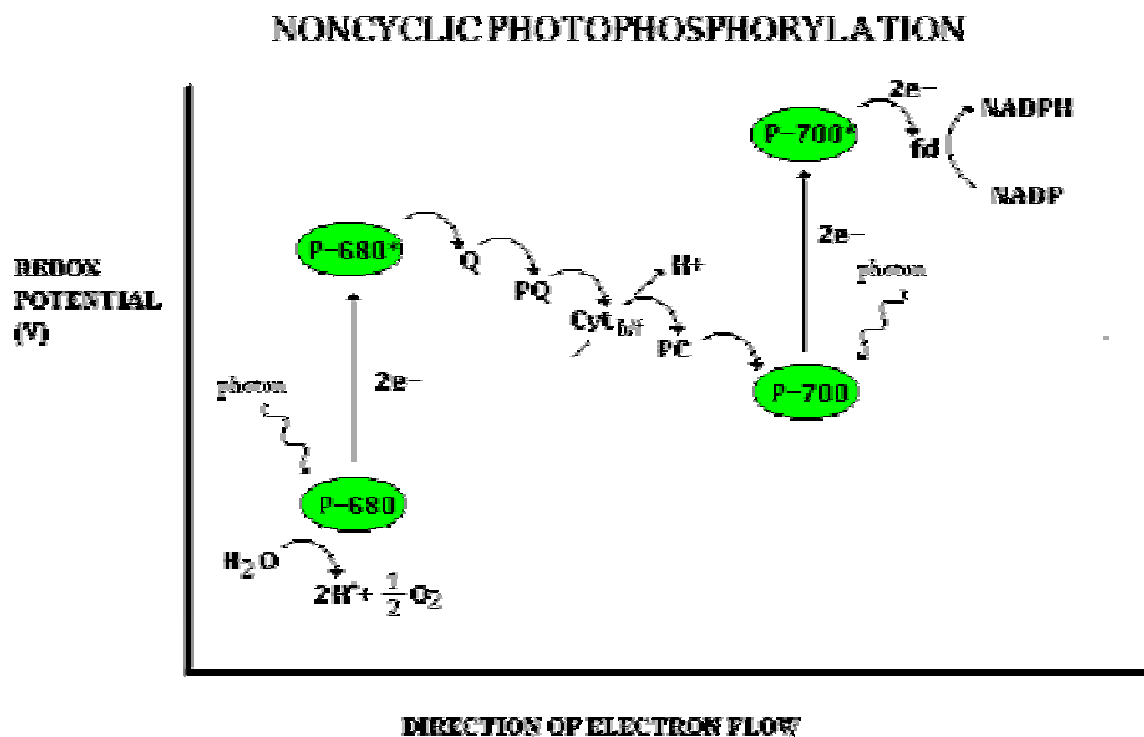 NONCYCLIC PHOTOPHOSPHORYLATION
2e−
NADPH
P−700*
fd
NADP
2e−
P−680*
Q
H+
photon
REDOX
POTENTIAL
(V)
PQ
Cyt b/f
PC
photon
2e−
P−700
P−680
H2O
2H+ + 1/2 O2
DIRECTION OF ELECTRON FLOW